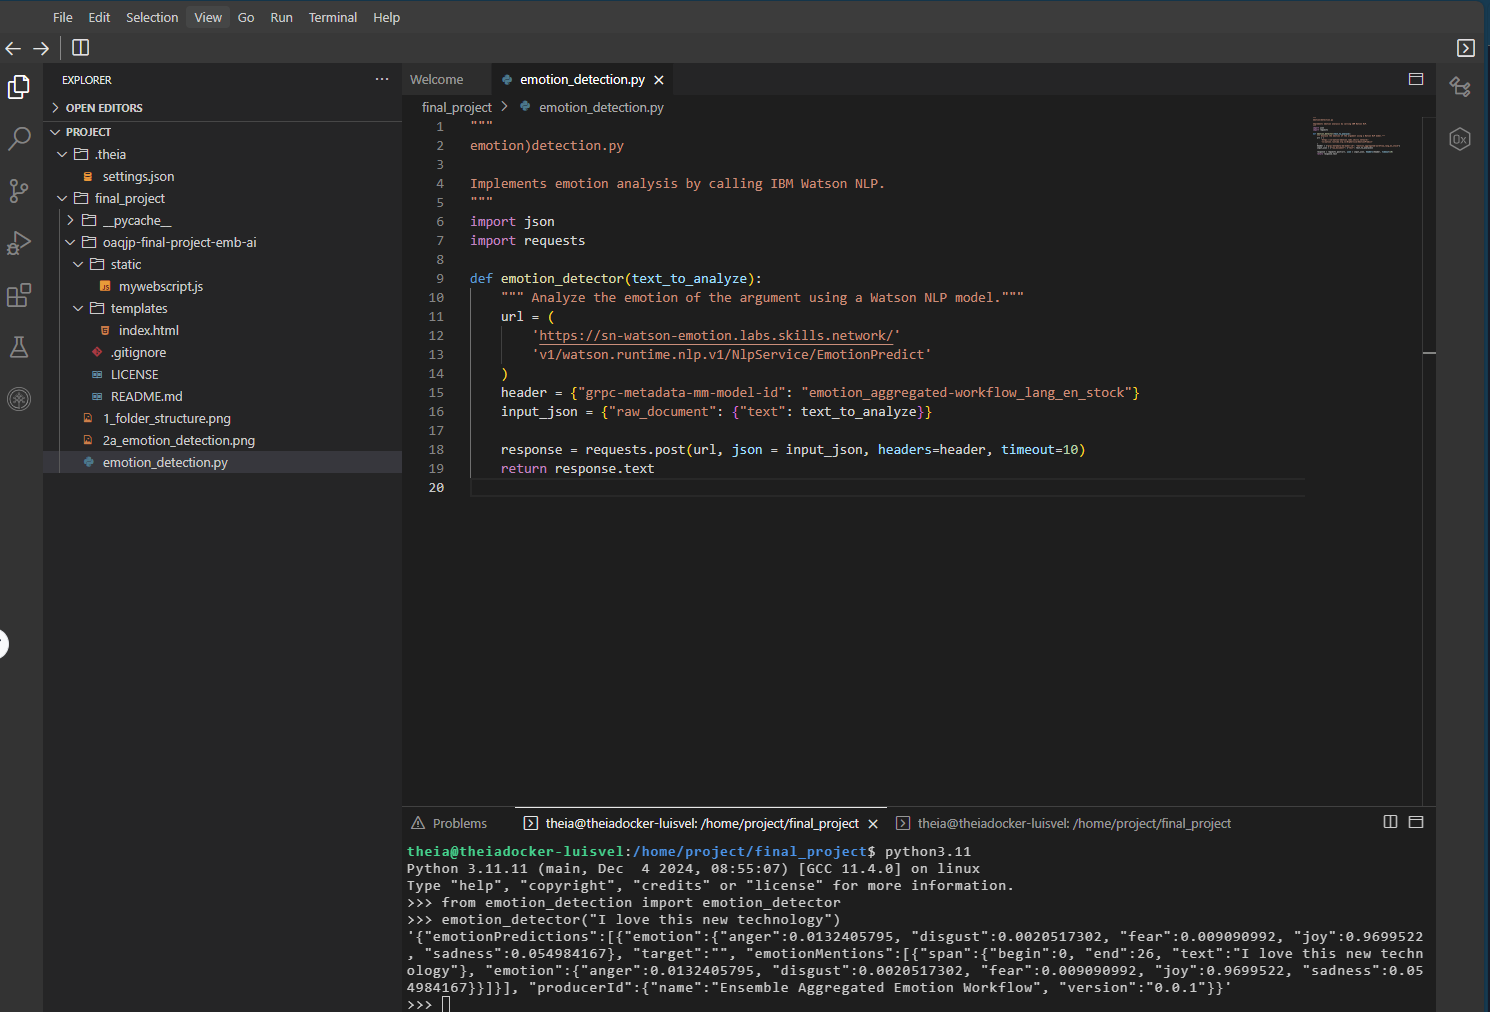 File Edit Selection View Go Run Terminal Help
EXPLORER ···
OPEN EDITORS
PROJECT
.theia
settings.json
final_project
__pycache__
oaqjp-final-project-emb-ai
static
mywebscript.js
templates
index.html
.gitignore
LICENSE
README.md
1_folder_structure.png
2a_emotion_detection.png
emotion_detection.py
Welcome emotion_detection.py
final_project > emotion_detection.py
1 """
2 emotion)detection.py
3
4 Implements emotion analysis by calling IBM Watson NLP.
5 """
6 import json
7 import requests
8
9 def emotion_detector(text_to_analyze):
10 """ Analyze the emotion of the argument using a Watson NLP model."""
11 url = (
12 'https://sn-watson-emotion.labs.skills.network/'
13 'v1/watson.runtime.nlp.v1/NlpService/EmotionPredict'
14 )
15 header = {"grpc-metadata-mm-model-id": "emotion_aggregated-workflow_lang_en_stock"}
16 input_json = {"raw_document": {"text": text_to_analyze}}
17
18 response = requests.post(url, json = input_json, headers=header, timeout=10)
19 return response.text
20
Problems theia@theiadocker-luisvel: /home/project/final_project theia@theiadocker-luisvel: /home/project/final_project
theia@theiadocker-luisvel:/home/project/final_project$ python3.11
Python 3.11.11 (main, Dec  4 2024, 08:55:07) [GCC 11.4.0] on linux
Type "help", "copyright", "credits" or "license" for more information.
>>> from emotion_detection import emotion_detector
>>> emotion_detector("I love this new technology")
'{"emotionPredictions":[{"emotion":{"anger":0.0132405795, "disgust":0.0020517302, "fear":0.009090992, "joy":0.9699522
, "sadness":0.054984167}, "target":"", "emotionMentions":[{"span":{"begin":0, "end":26, "text":"I love this new techn
ology"}, "emotion":{"anger":0.0132405795, "disgust":0.0020517302, "fear":0.009090992, "joy":0.9699522, "sadness":0.05
4984167}}]}], "producerId":{"name":"Ensemble Aggregated Emotion Workflow", "version":"0.0.1"}}'
>>>